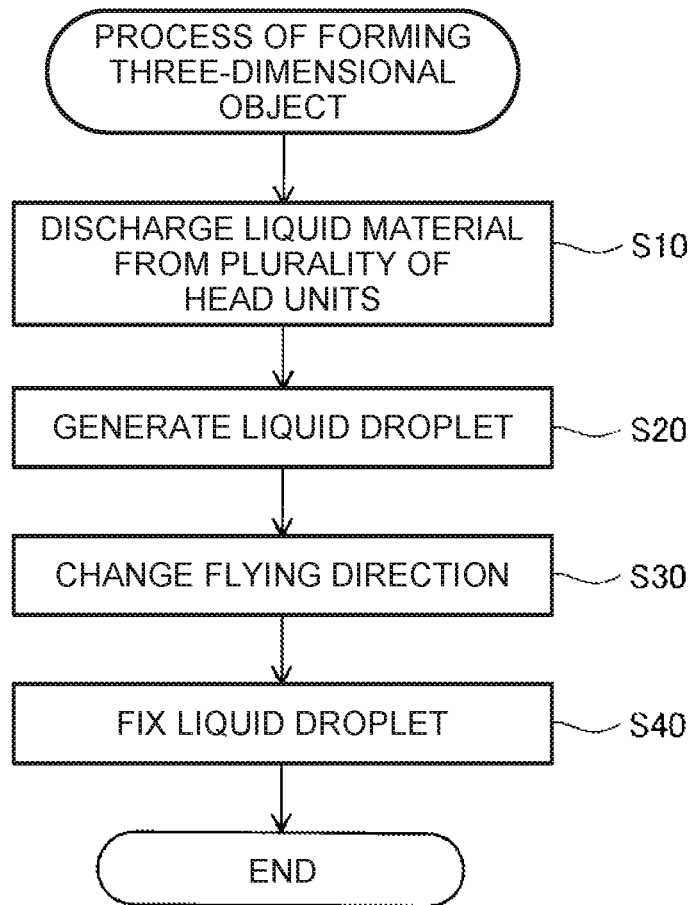 PROCESS OF FORMING
THREE-DIMENSIONAL
OBJECT
DISCHARGE LIQUID MATERIAL
FROM PLURALITY OF
HEAD UNITS
S10
GENERATE LIQUID DROPLET
S20
CHANGE FLYING DIRECTION
S30
FIX LIQUID DROPLET
S40
END